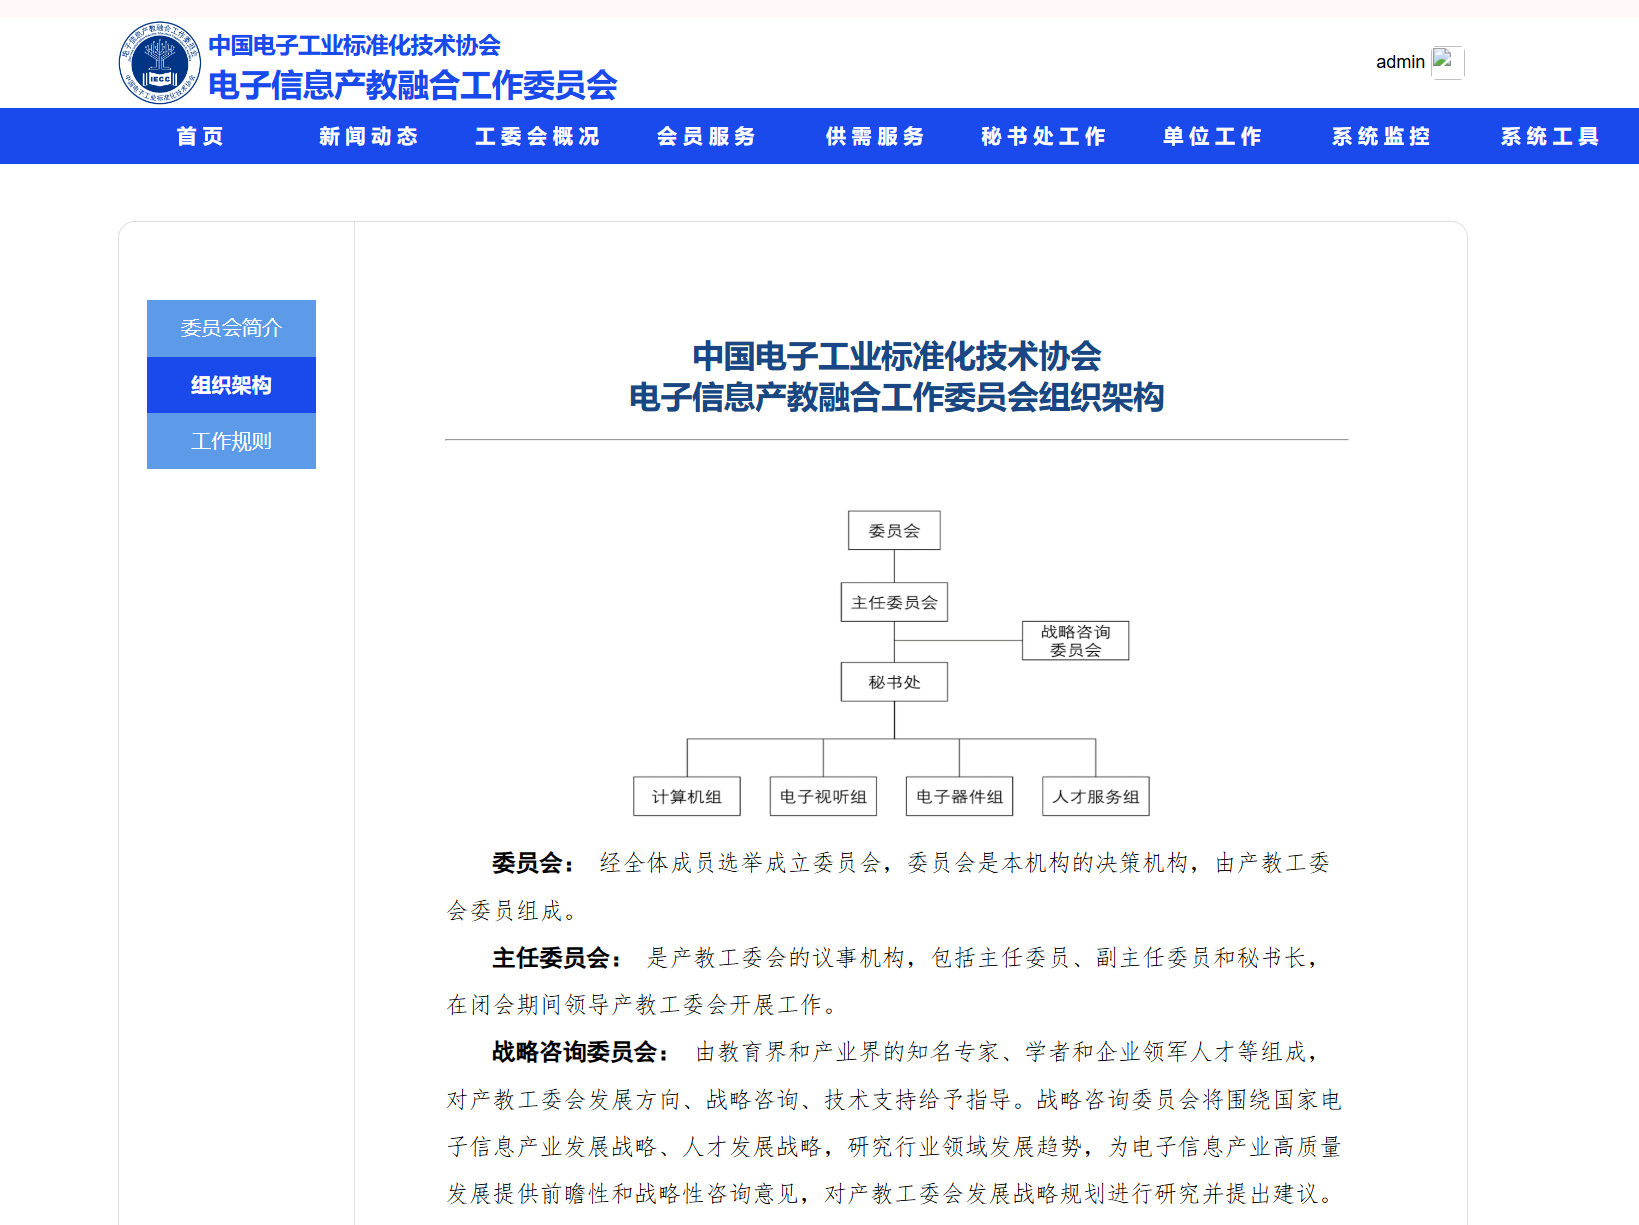 中国电子工业标准化技术协会
电子信息产教融合工作委员会
IECC
admin
首页 新闻动态 工委会概况 会员服务 供需服务 秘书处工作 单位工作 系统监控 系统工具
委员会简介
组织架构
工作规则
中国电子工业标准化技术协会
电子信息产教融合工作委员会组织架构
委员会
主任委员会
战略咨询
委员会
秘书处
计算机组 电子视听组 电子器件组 人才服务组
委员会： 经全体成员选举成立委员会，委员会是本机构的决策机构，由产教工委
会委员组成。
主任委员会： 是产教工委会的议事机构，包括主任委员、副主任委员和秘书长，
在闭会期间领导产教工委会开展工作。
战略咨询委员会： 由教育界和产业界的知名专家、学者和企业领军人才等组成，
对产教工委会发展方向、战略咨询、技术支持给予指导。战略咨询委员会将围绕国家电
子信息产业发展战略、人才发展战略，研究行业领域发展趋势，为电子信息产业高质量
发展提供前瞻性和战略性咨询意见，对产教工委会发展战略规划进行研究并提出建议。